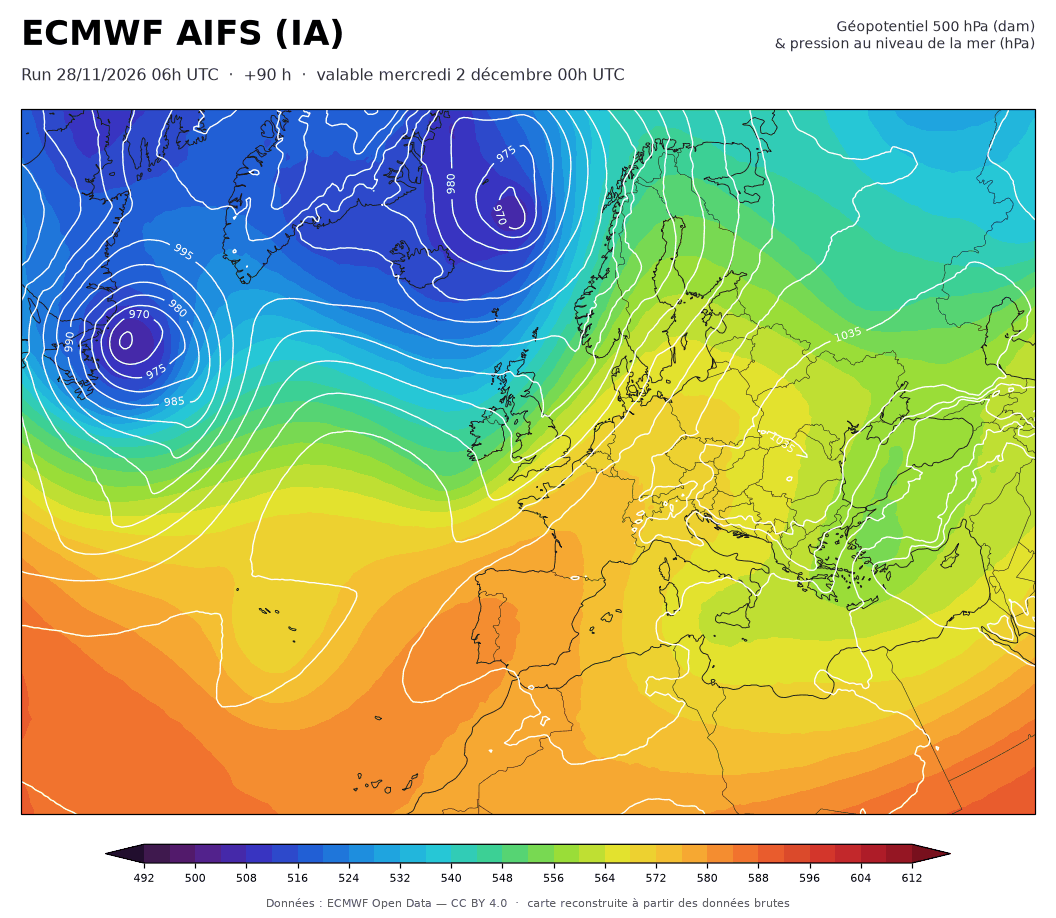 ECMWF AIFS (IA)
Géopotentiel 500 hPa (dam)
& pression au niveau de la mer (hPa)
Run 28/11/2026 06h UTC · +90 h · valable mercredi 2 décembre 00h UTC
975
980
970
995
970
980
990
975
985
1035
1035
492 500 508 516 524 532 540 548 556 564 572 580 588 596 604 612
Données : ECMWF Open Data — CC BY 4.0 · carte reconstruite à partir des données brutes